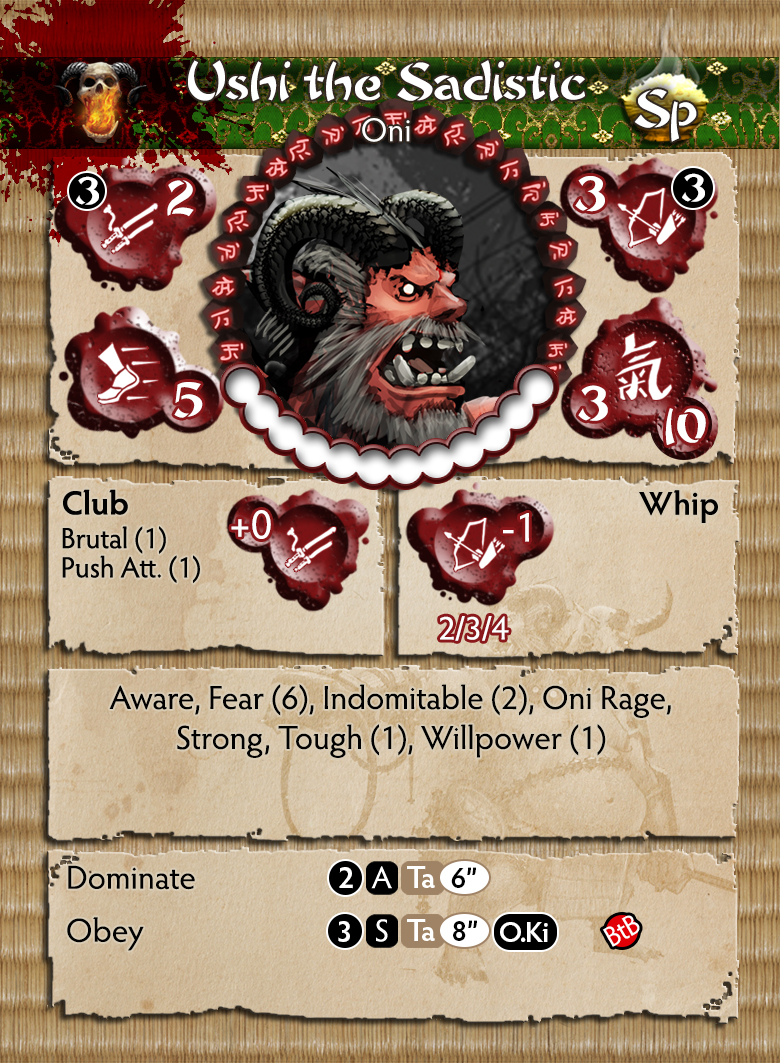 Ushi the Sadistic
Sp
Oni
3 2
3 3
5
氣
3 10
Club
Brutal (1)
Push Att. (1)
+0
-1
Whip
2/3/4
Aware, Fear (6), Indomitable (2), Oni Rage,
Strong, Tough (1), Willpower (1)
Dominate 2 A Ta 6"
Obey 3 S Ta 8" O.Ki BtB